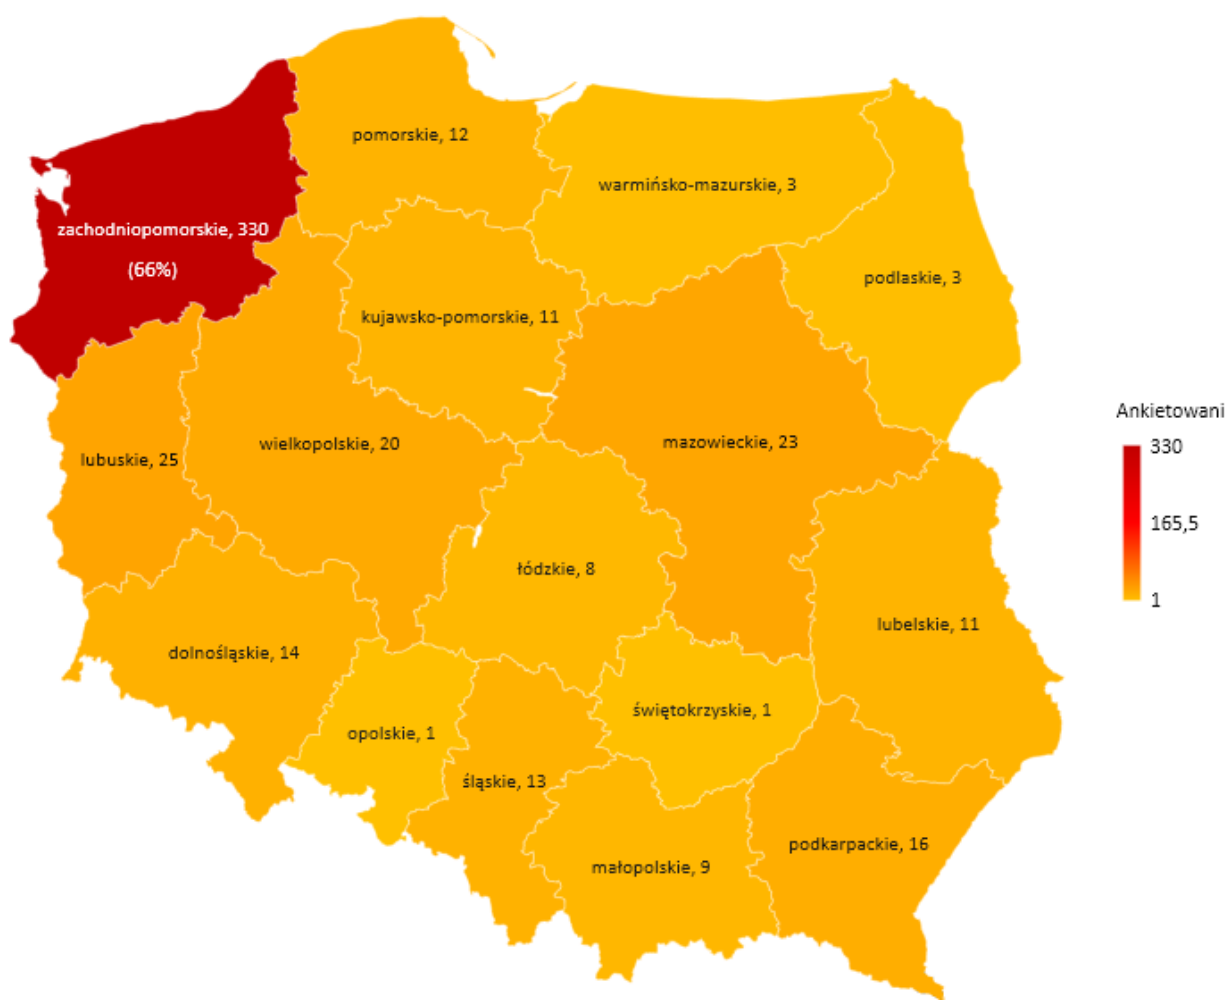 pomorskie, 12
warmińsko-mazurskie, 3
zachodniopomorskie, 330
(66%)
podlaskie, 3
kujawsko-pomorskie, 11
Ankietowani
330
165,5
1
wielkopolskie, 20
mazowieckie, 23
lubuskie, 25
łódzkie, 8
lubelskie, 11
dolnośląskie, 14
świętokrzyskie, 1
opolskie, 1
śląskie, 13
podkarpackie, 16
małopolskie, 9